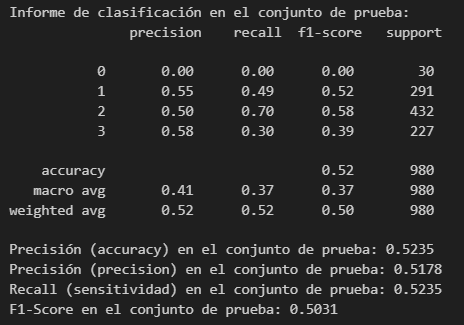 Informe de clasificación en el conjunto de prueba:
precision recall f1-score support
0 0.00 0.00 0.00 30
1 0.55 0.49 0.52 291
2 0.50 0.70 0.58 432
3 0.58 0.30 0.39 227
accuracy 0.52 980
macro avg 0.41 0.37 0.37 980
weighted avg 0.52 0.52 0.50 980
Precisión (accuracy) en el conjunto de prueba: 0.5235
Precisión (precision) en el conjunto de prueba: 0.5178
Recall (sensitividad) en el conjunto de prueba: 0.5235
F1-Score en el conjunto de prueba: 0.5031